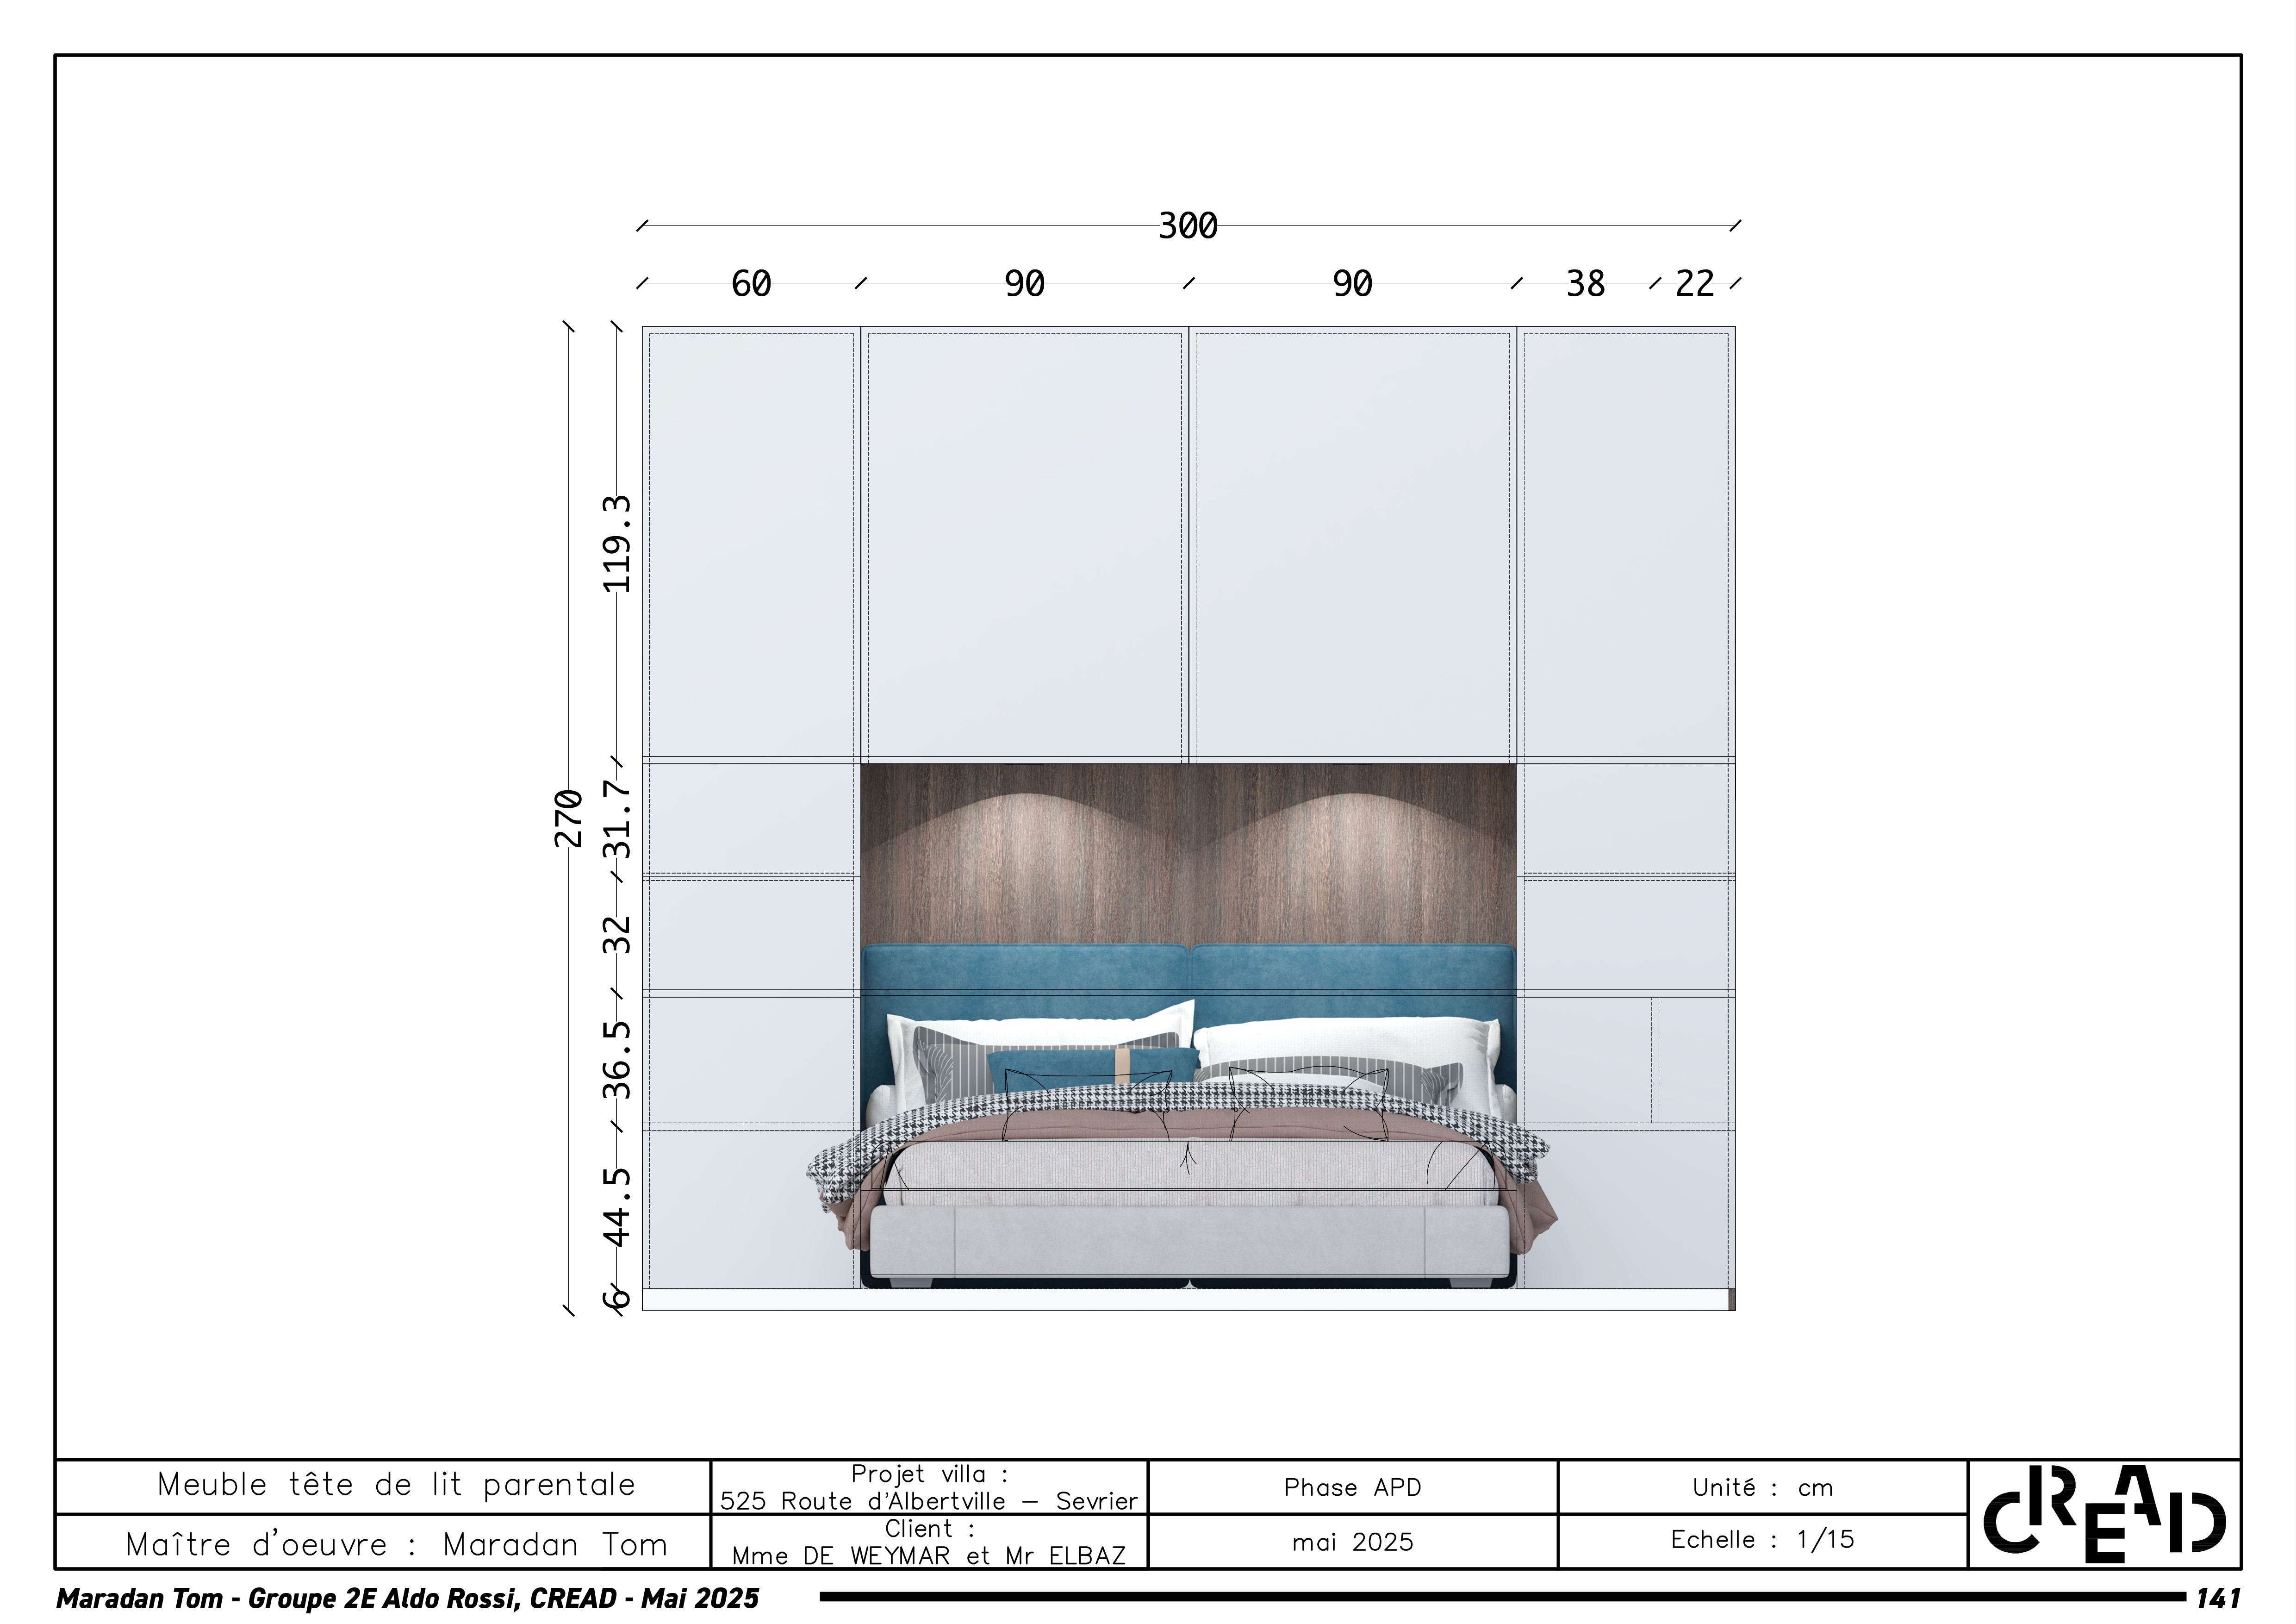 300
60 90 90 38 22
119.3
31.7
270
32
36.5
44.5
6
Meuble tête de lit parentale
Maître d'oeuvre : Maradan Tom
Projet villa :
525 Route d'Albertville – Sevrier
Client :
Mme DE WEYMAR et Mr ELBAZ
Phase APD
mai 2025
Unité : cm
Echelle : 1/15
CREAD
Maradan Tom - Groupe 2E Aldo Rossi, CREAD - Mai 2025
141